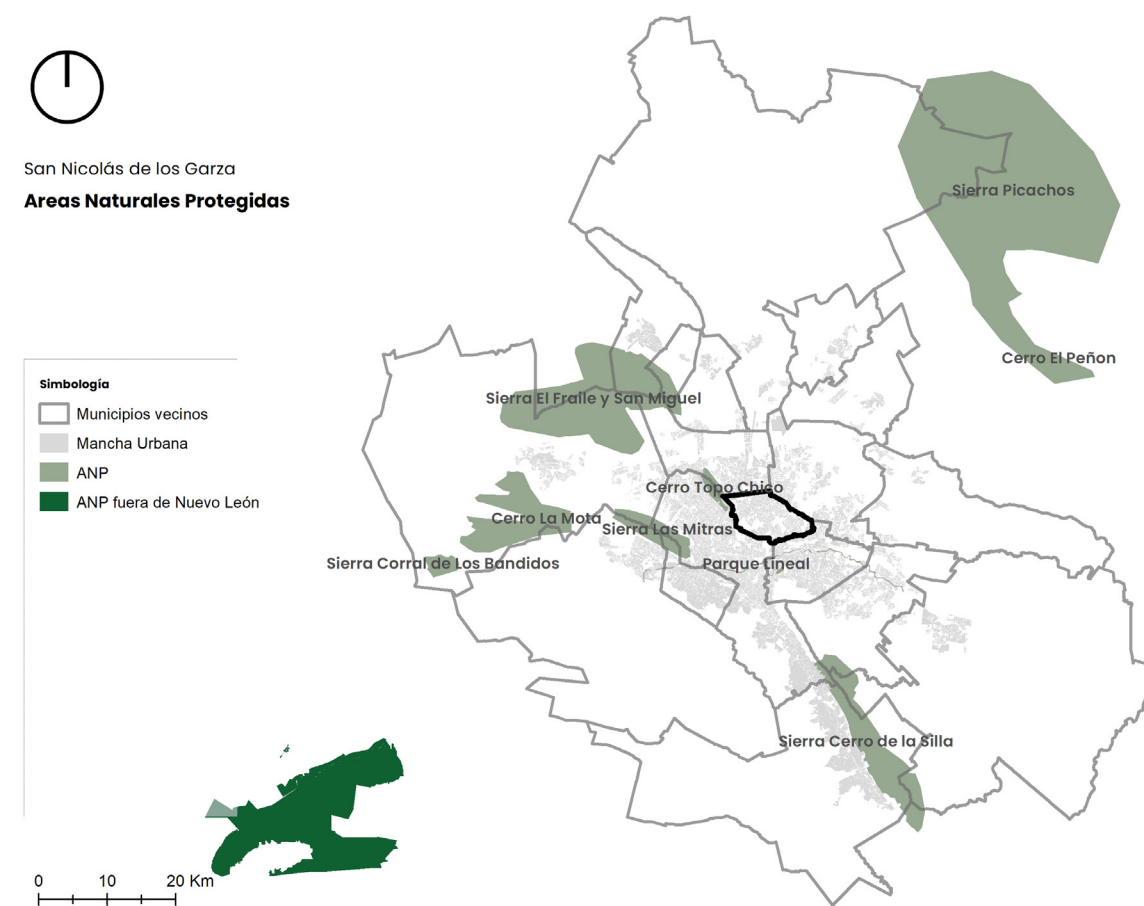 San Nicolás de los Garza
Areas Naturales Protegidas
Simbología
Municipios vecinos
Mancha Urbana
ANP
ANP fuera de Nuevo León
Sierra Picachos
Cerro El Peñon
Sierra El Fralle y San Miguel
Cerro Topo Chico
Cerro La Mota
Sierra Las Mitras
Sierra Corral de Los Bandidos
Parque Lineal
Sierra Cerro de la Silla
0 10 20 Km